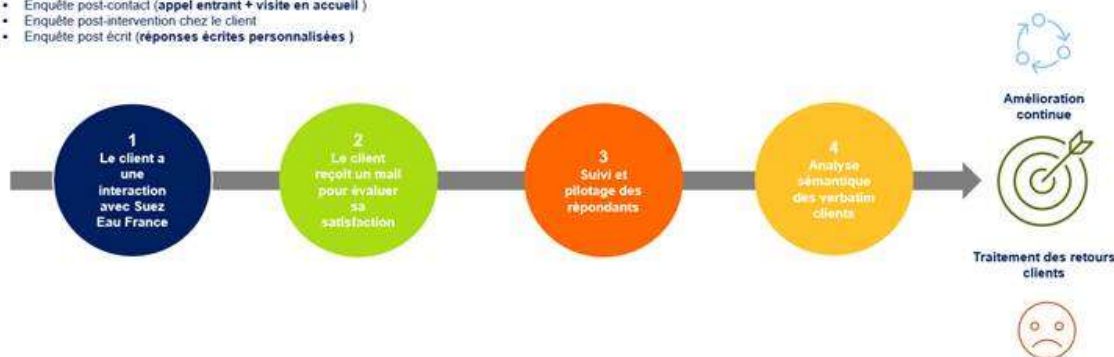 • Enquête post-contact (appel entrant + visite en accueil )
• Enquête post-intervention chez le client
• Enquête post écrit (réponses écrites personnalisées )
1
Le client a
une
interaction
avec Suez
Eau France
2
Le client
reçoit un mail
pour évaluer
sa
satisfaction
3
Suivi et
pilotage des
répondants
4
Analyse
sémantique
des verbatim
clients
Amélioration
continue
Traitement des retours
clients